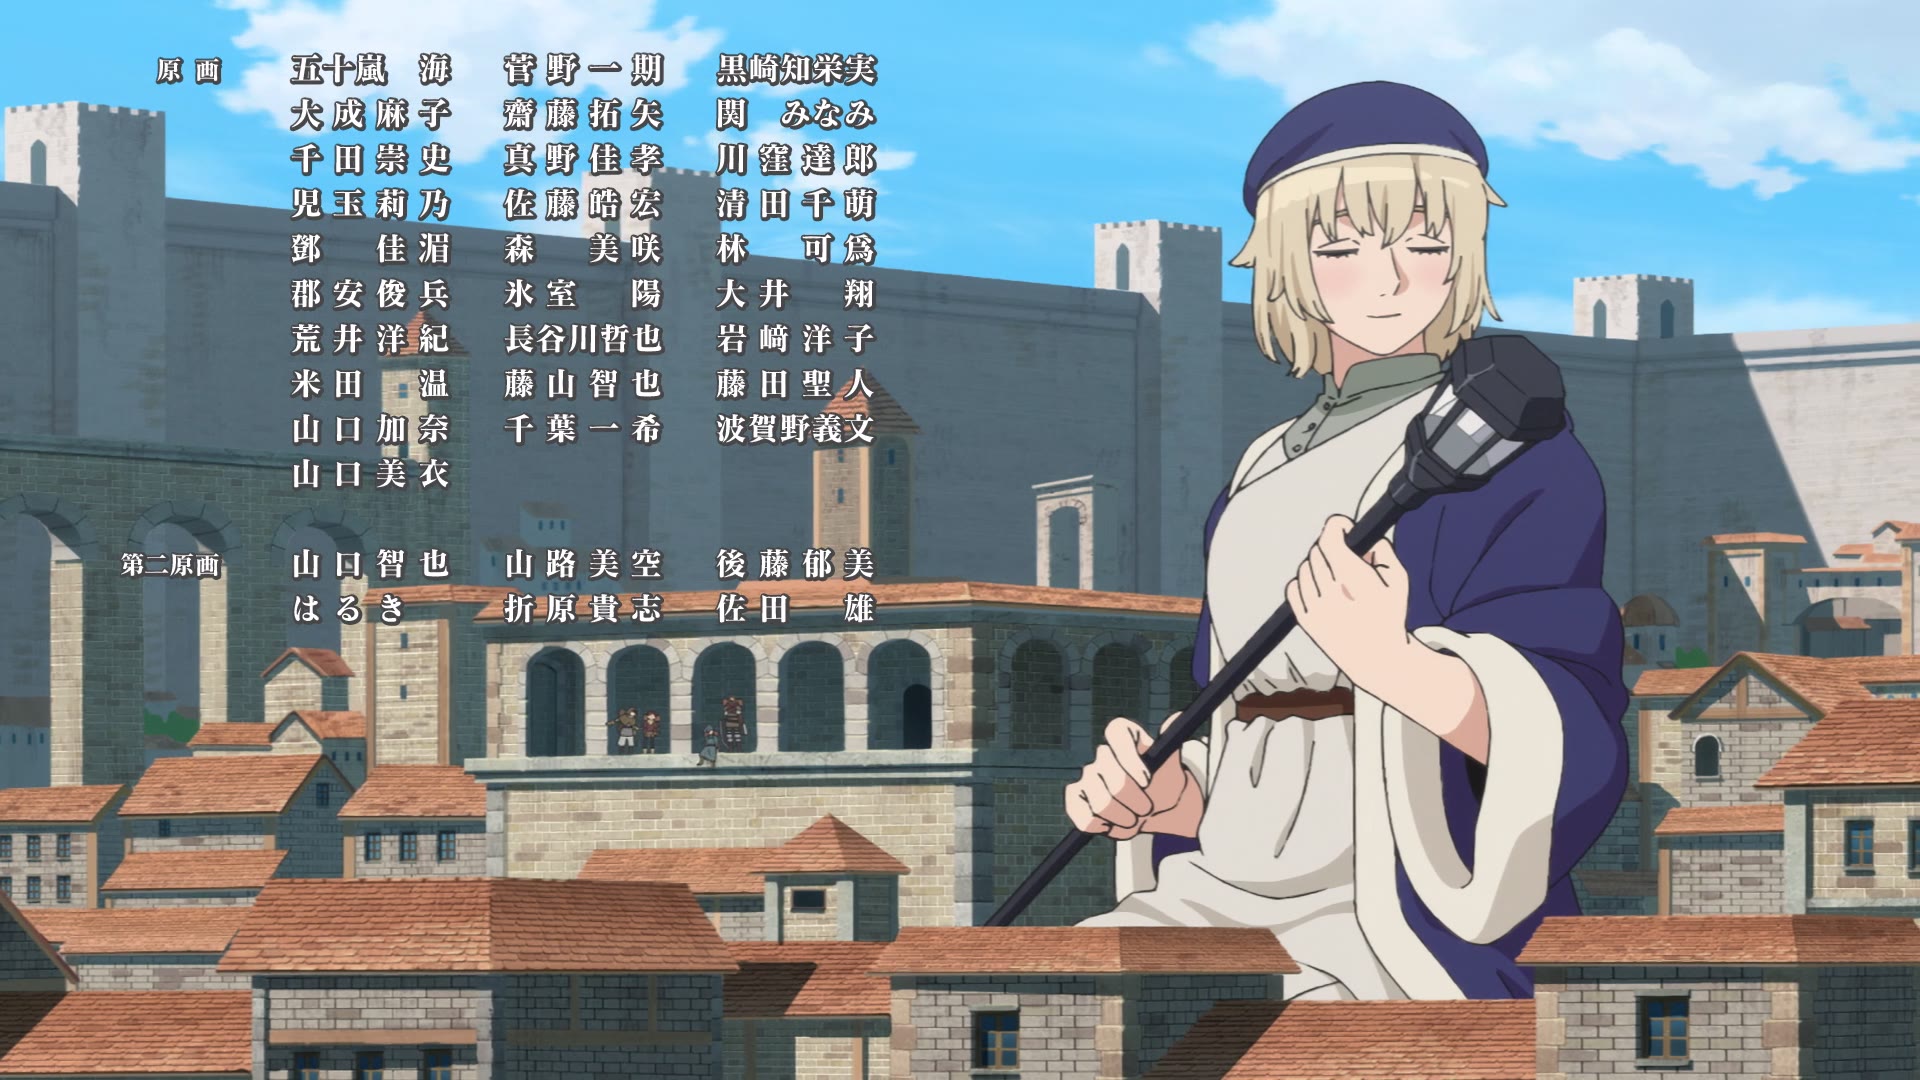 原画 五十嵐 海 菅野一期 黒崎知栄実
大成麻子 齋藤拓矢 関 みなみ
千田崇史 真野佳孝 川窪達郎
児玉莉乃 佐藤皓宏 清田千萌
鄧 佳湄 森 美咲 林 可爲
郡安俊兵 氷室 陽 大井 翔
荒井洋紀 長谷川哲也 岩﨑洋子
米田 温 藤山智也 藤田聖人
山口加奈 千葉一希 波賀野義文
山口美衣
第二原画 山口智也 山路美空 後藤郁美
はるき 折原貴志 佐田 雄